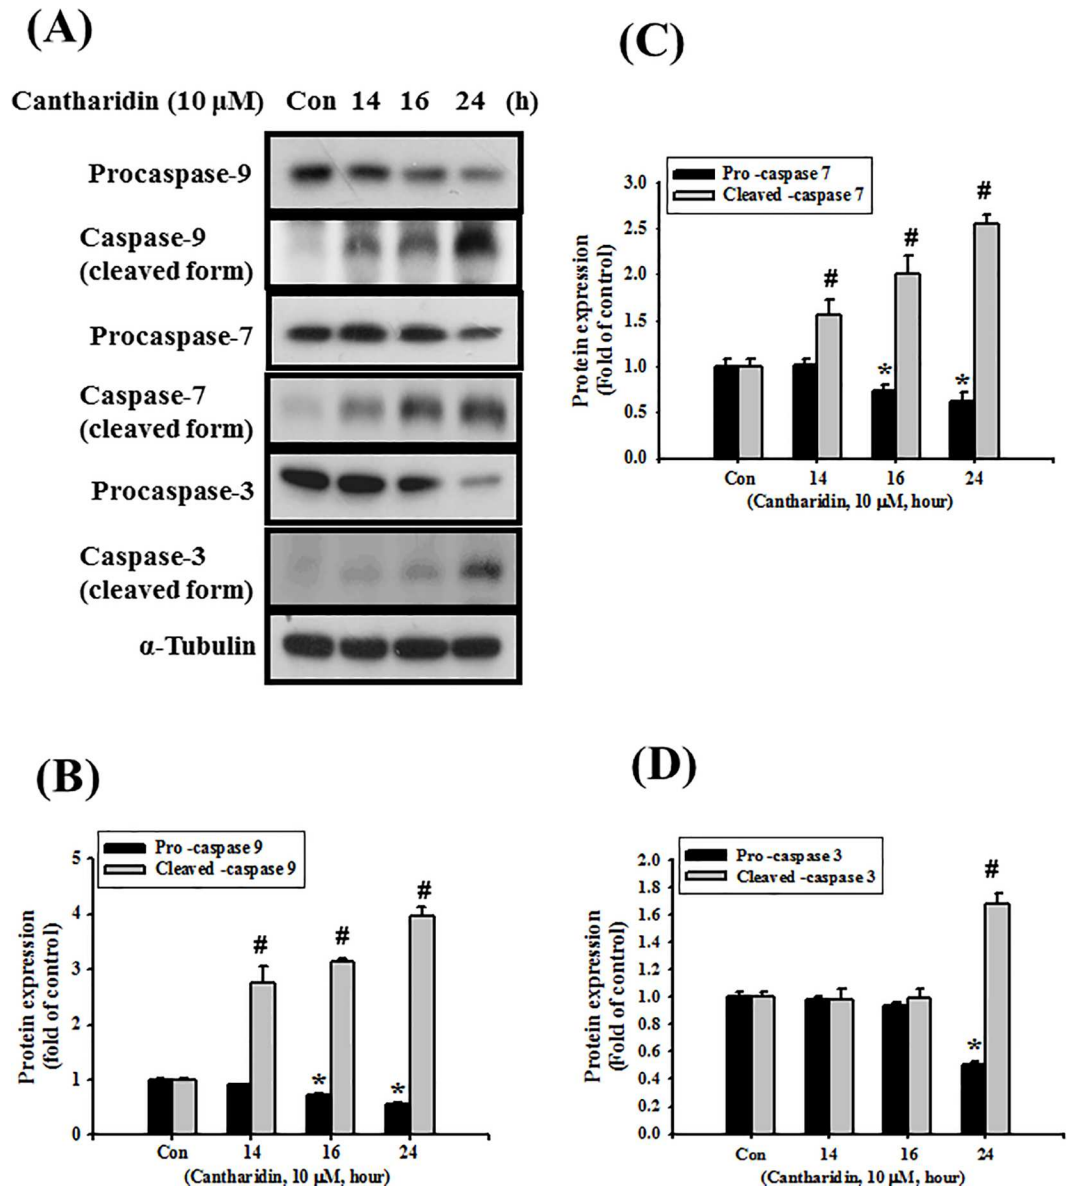 (A)
Cantharidin (10 μM) Con 14 16 24 (h)
Procaspase-9
Caspase-9
(cleaved form)
Procaspase-7
Caspase-7
(cleaved form)
Procaspase-3
Caspase-3
(cleaved form)
α-Tubulin
(C)
Pro -caspase 7
Cleaved -caspase 7
Protein expression
(Fold of control)
3.0
2.5
2.0
1.5
1.0
0.5
0.0
#
#
#
*
*
Con 14 16 24
(Cantharidin, 10 μM, hour)
(B)
Pro -caspase 9
Cleaved -caspase 9
Protein expression
(fold of control)
5
4
3
2
1
0
#
#
#
*
*
Con 14 16 24
(Cantharidin, 10 μM, hour)
(D)
Pro -caspase 3
Cleaved -caspase 3
Protein expression
(Fold of control)
2.0
1.8
1.6
1.4
1.2
1.0
0.8
0.6
0.4
0.2
0.0
#
*
Con 14 16 24
(Cantharidin, 10 μM, hour)